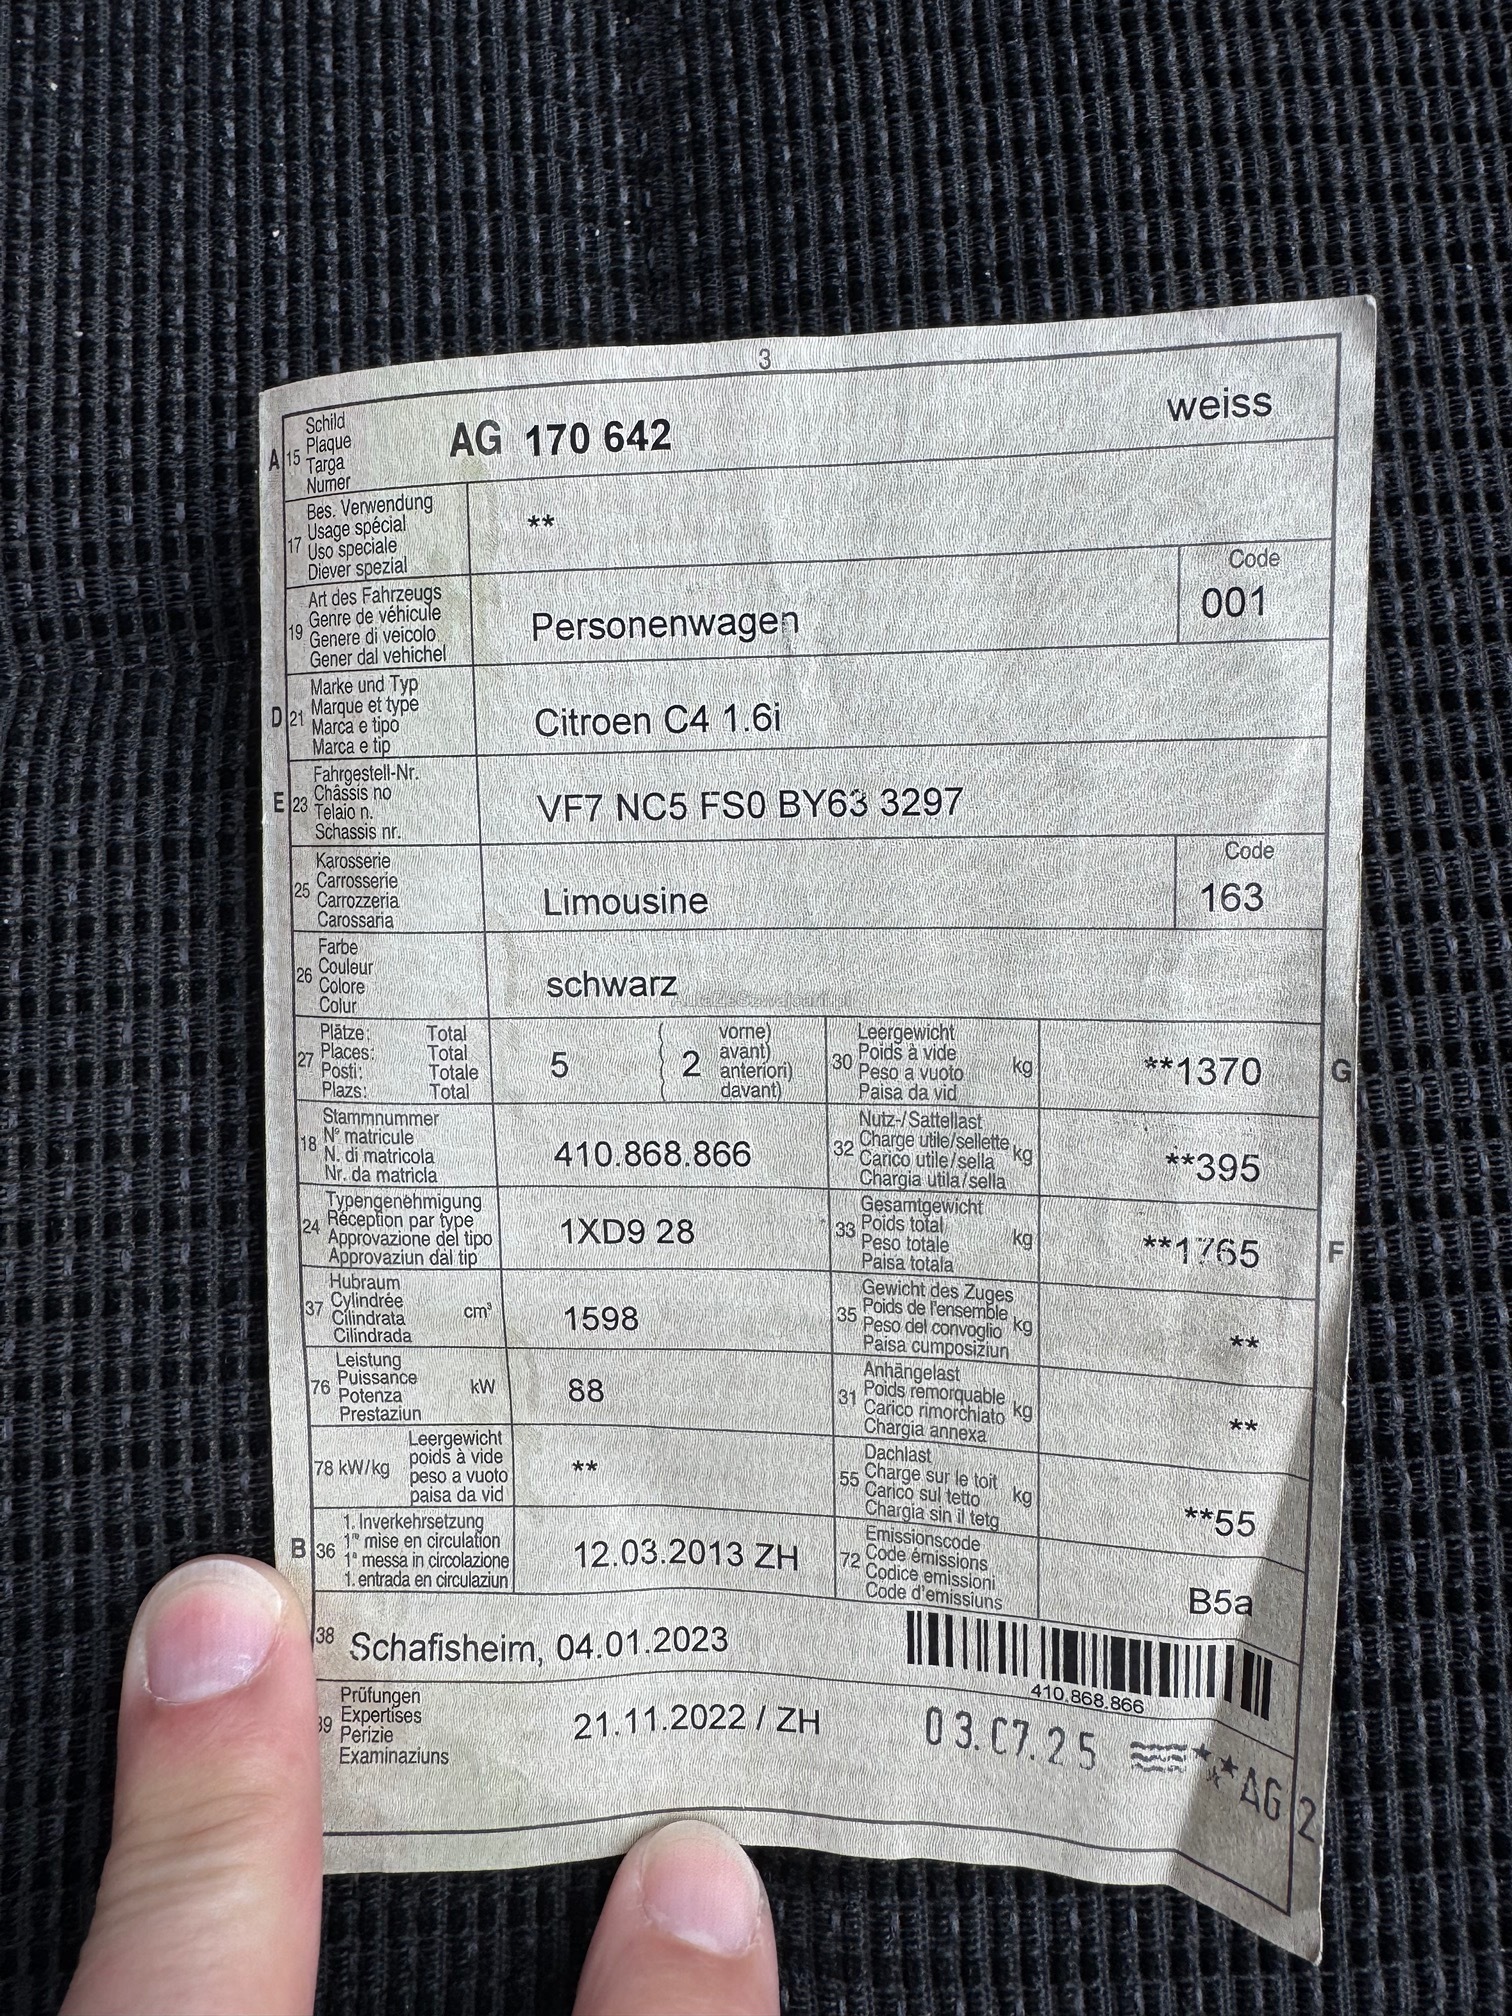 3
A 15 Schild
Plaque
Targa
Numer
AG 170 642
weiss
17 Bes. Verwendung
Usage spécial
Uso speciale
Diever spezial
**
19 Art des Fahrzeugs
Genre de véhicule
Genere di veicolo
Gener dal vehichel
Personenwagen
Code
001
D 21 Marke und Typ
Marque et type
Marca e tipo
Marca e tip
Citroen C4 1.6i
E 23 Fahrgestell-Nr.
Châssis no
Telaio n.
Schassis nr.
VF7 NC5 FS0 BY63 3297
25 Karosserie
Carrosserie
Carrozzeria
Carossaria
Limousine
Code
163
26 Farbe
Couleur
Colore
Colur
schwarz
27 Plätze: Total
Places: Total
Posti: Totale
Plazs: Total
5 ( 2 vorne)
avant)
anteriori)
davant)
30 Leergewicht
Poids à vide
Peso a vuoto
Paisa da vid
kg
**1370 G
18 Stammnummer
N° matricule
N. di matricola
Nr. da matricla
410.868.866
32 Nutz-/Sattellast
Charge utile/sellette
Carico utile/sella
Chargia utila/sella
kg
**395
24 Typengenehmigung
Réception par type
Approvazione del tipo
Approvaziun dal tip
1XD9 28
33 Gesamtgewicht
Poids total
Peso totale
Paisa totala
kg
**1765 F
37 Hubraum
Cylindrée
Cilindrata
Cilindrada
cm³
1598
35 Gewicht des Zuges
Poids de l'ensemble
Peso del convoglio
Paisa cumposiziun
kg
**
76 Leistung
Puissance
Potenza
Prestaziun
kW
88
31 Anhängelast
Poids remorquable
Carico rimorchiato
Chargia annexa
kg
**
78 kW/kg Leergewicht
poids à vide
peso a vuoto
paisa da vid
**
55 Dachlast
Charge sur le toit
Carico sul tetto
Chargia sin il tetg
kg
**55
B 36 1. Inverkehrsetzung
1re mise en circulation
1a messa in circolazione
1. entrada en circulaziun
12.03.2013 ZH
72 Emissionscode
Code émissions
Codice emissioni
Code d'emissiuns
B5a
38 Schafisheim, 04.01.2023
410.868.866
39 Prüfungen
Expertises
Perizie
Examinaziuns
21.11.2022 / ZH
03.07.25
AG 2